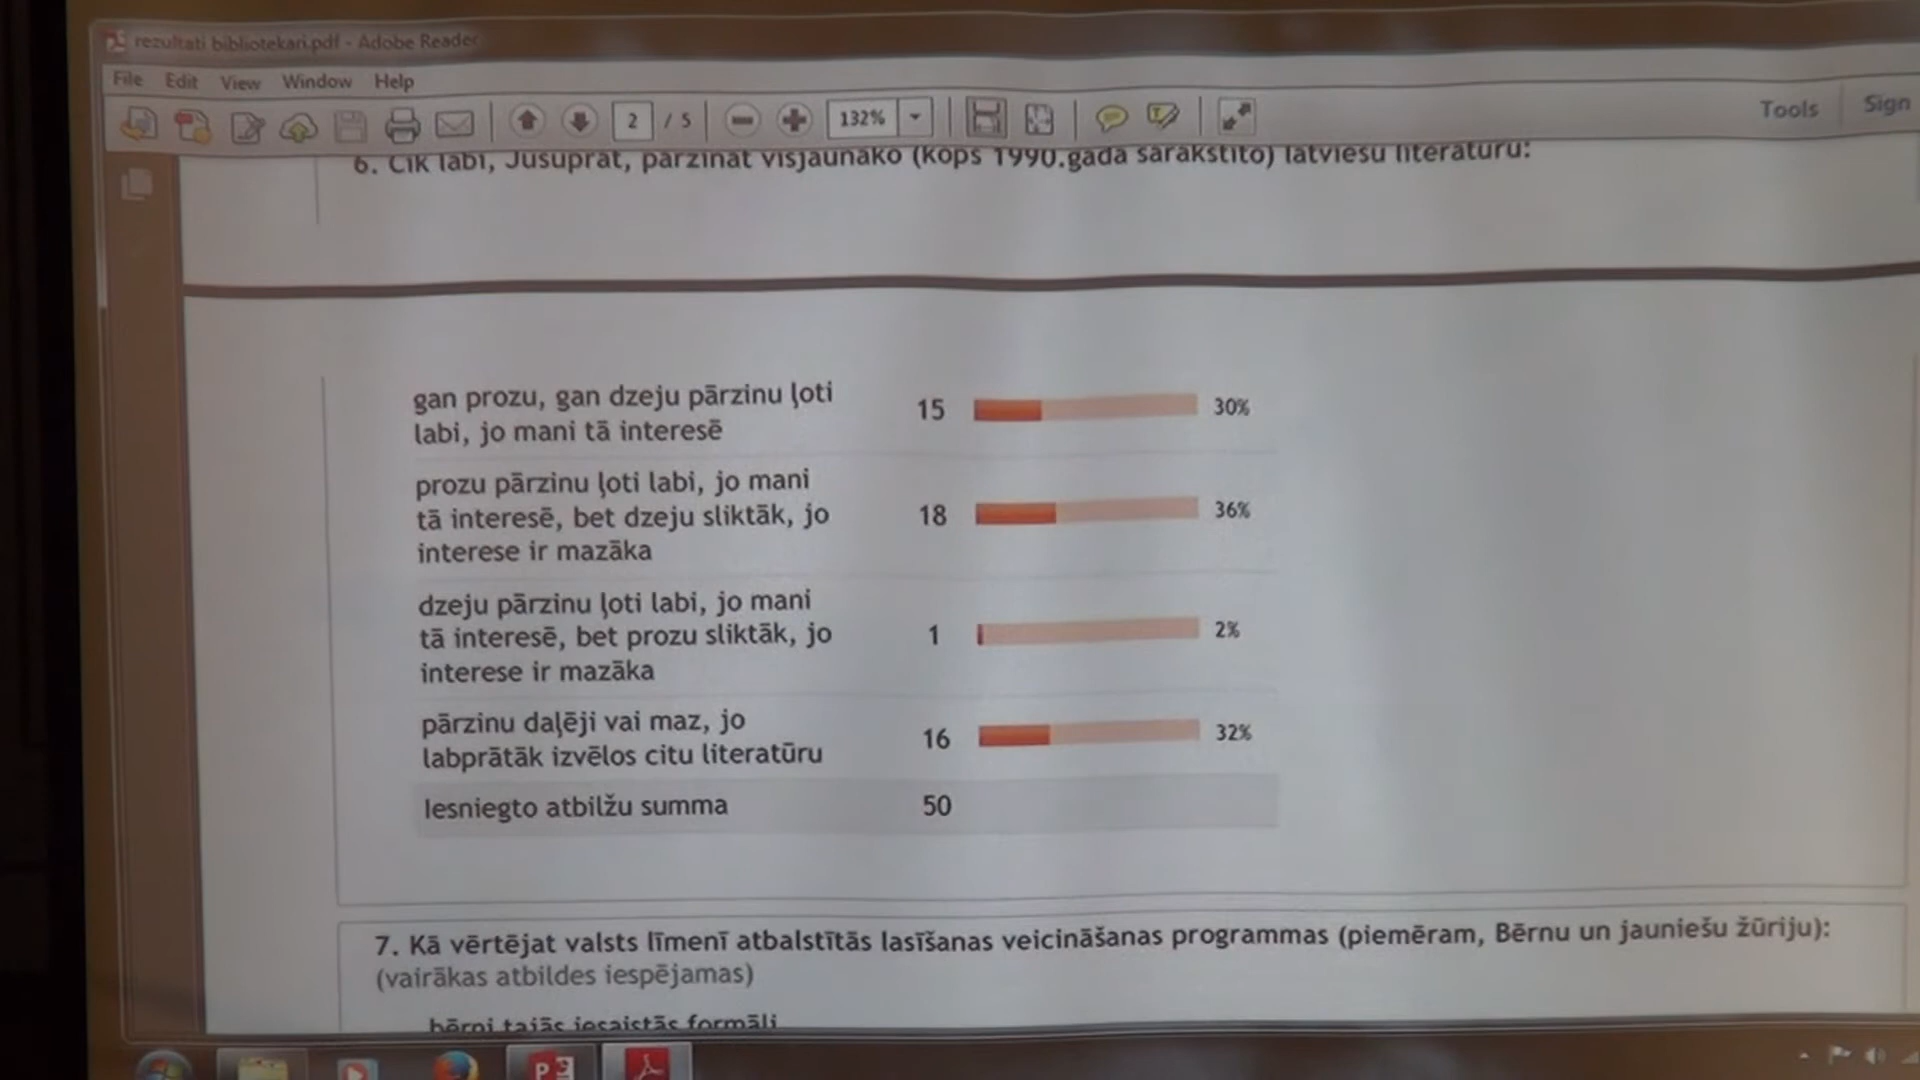 rezultati bibliotekari.pdf - Adobe Reader
File Edit View Window Help
2 / 5 132% Tools Sign
6. Cik labi, Jūsuprāt, pārzināt visjaunāko (kopš 1990.gada sarakstīto) latviešu literatūru:
gan prozu, gan dzeju pārzinu ļoti
labi, jo mani tā interesē
15 30%
prozu pārzinu ļoti labi, jo mani
tā interesē, bet dzeju sliktāk, jo
interese ir mazāka
18 36%
dzeju pārzinu ļoti labi, jo mani
tā interesē, bet prozu sliktāk, jo
interese ir mazāka
1 2%
pārzinu daļēji vai maz, jo
labprātāk izvēlos citu literatūru
16 32%
Iesniegto atbilžu summa 50
7. Kā vērtējat valsts līmenī atbalstītās lasīšanas veicināšanas programmas (piemēram, Bērnu un jauniešu žūriju):
(vairākas atbildes iespējamas)
bērni tajās iesaistās formāli